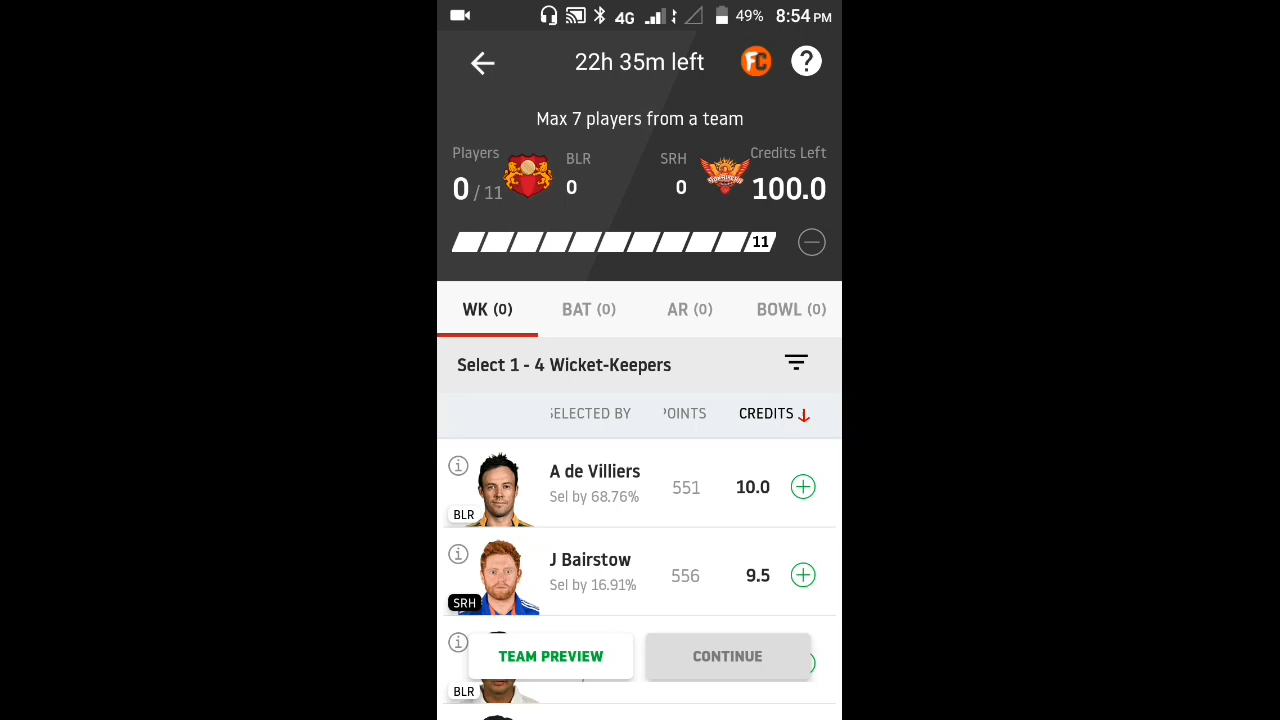 4G 49% 8:54 PM
22h 35m left FC ?
Max 7 players from a team
Players BLR SRH Credits Left
0 / 11 0 0 100.0
11
WK (0) BAT (0) AR (0) BOWL (0)
Select 1 - 4 Wicket-Keepers
SELECTED BY POINTS CREDITS
A de Villiers
Sel by 68.76% 551 10.0
BLR
J Bairstow
Sel by 16.91% 556 9.5
SRH
TEAM PREVIEW CONTINUE
BLR